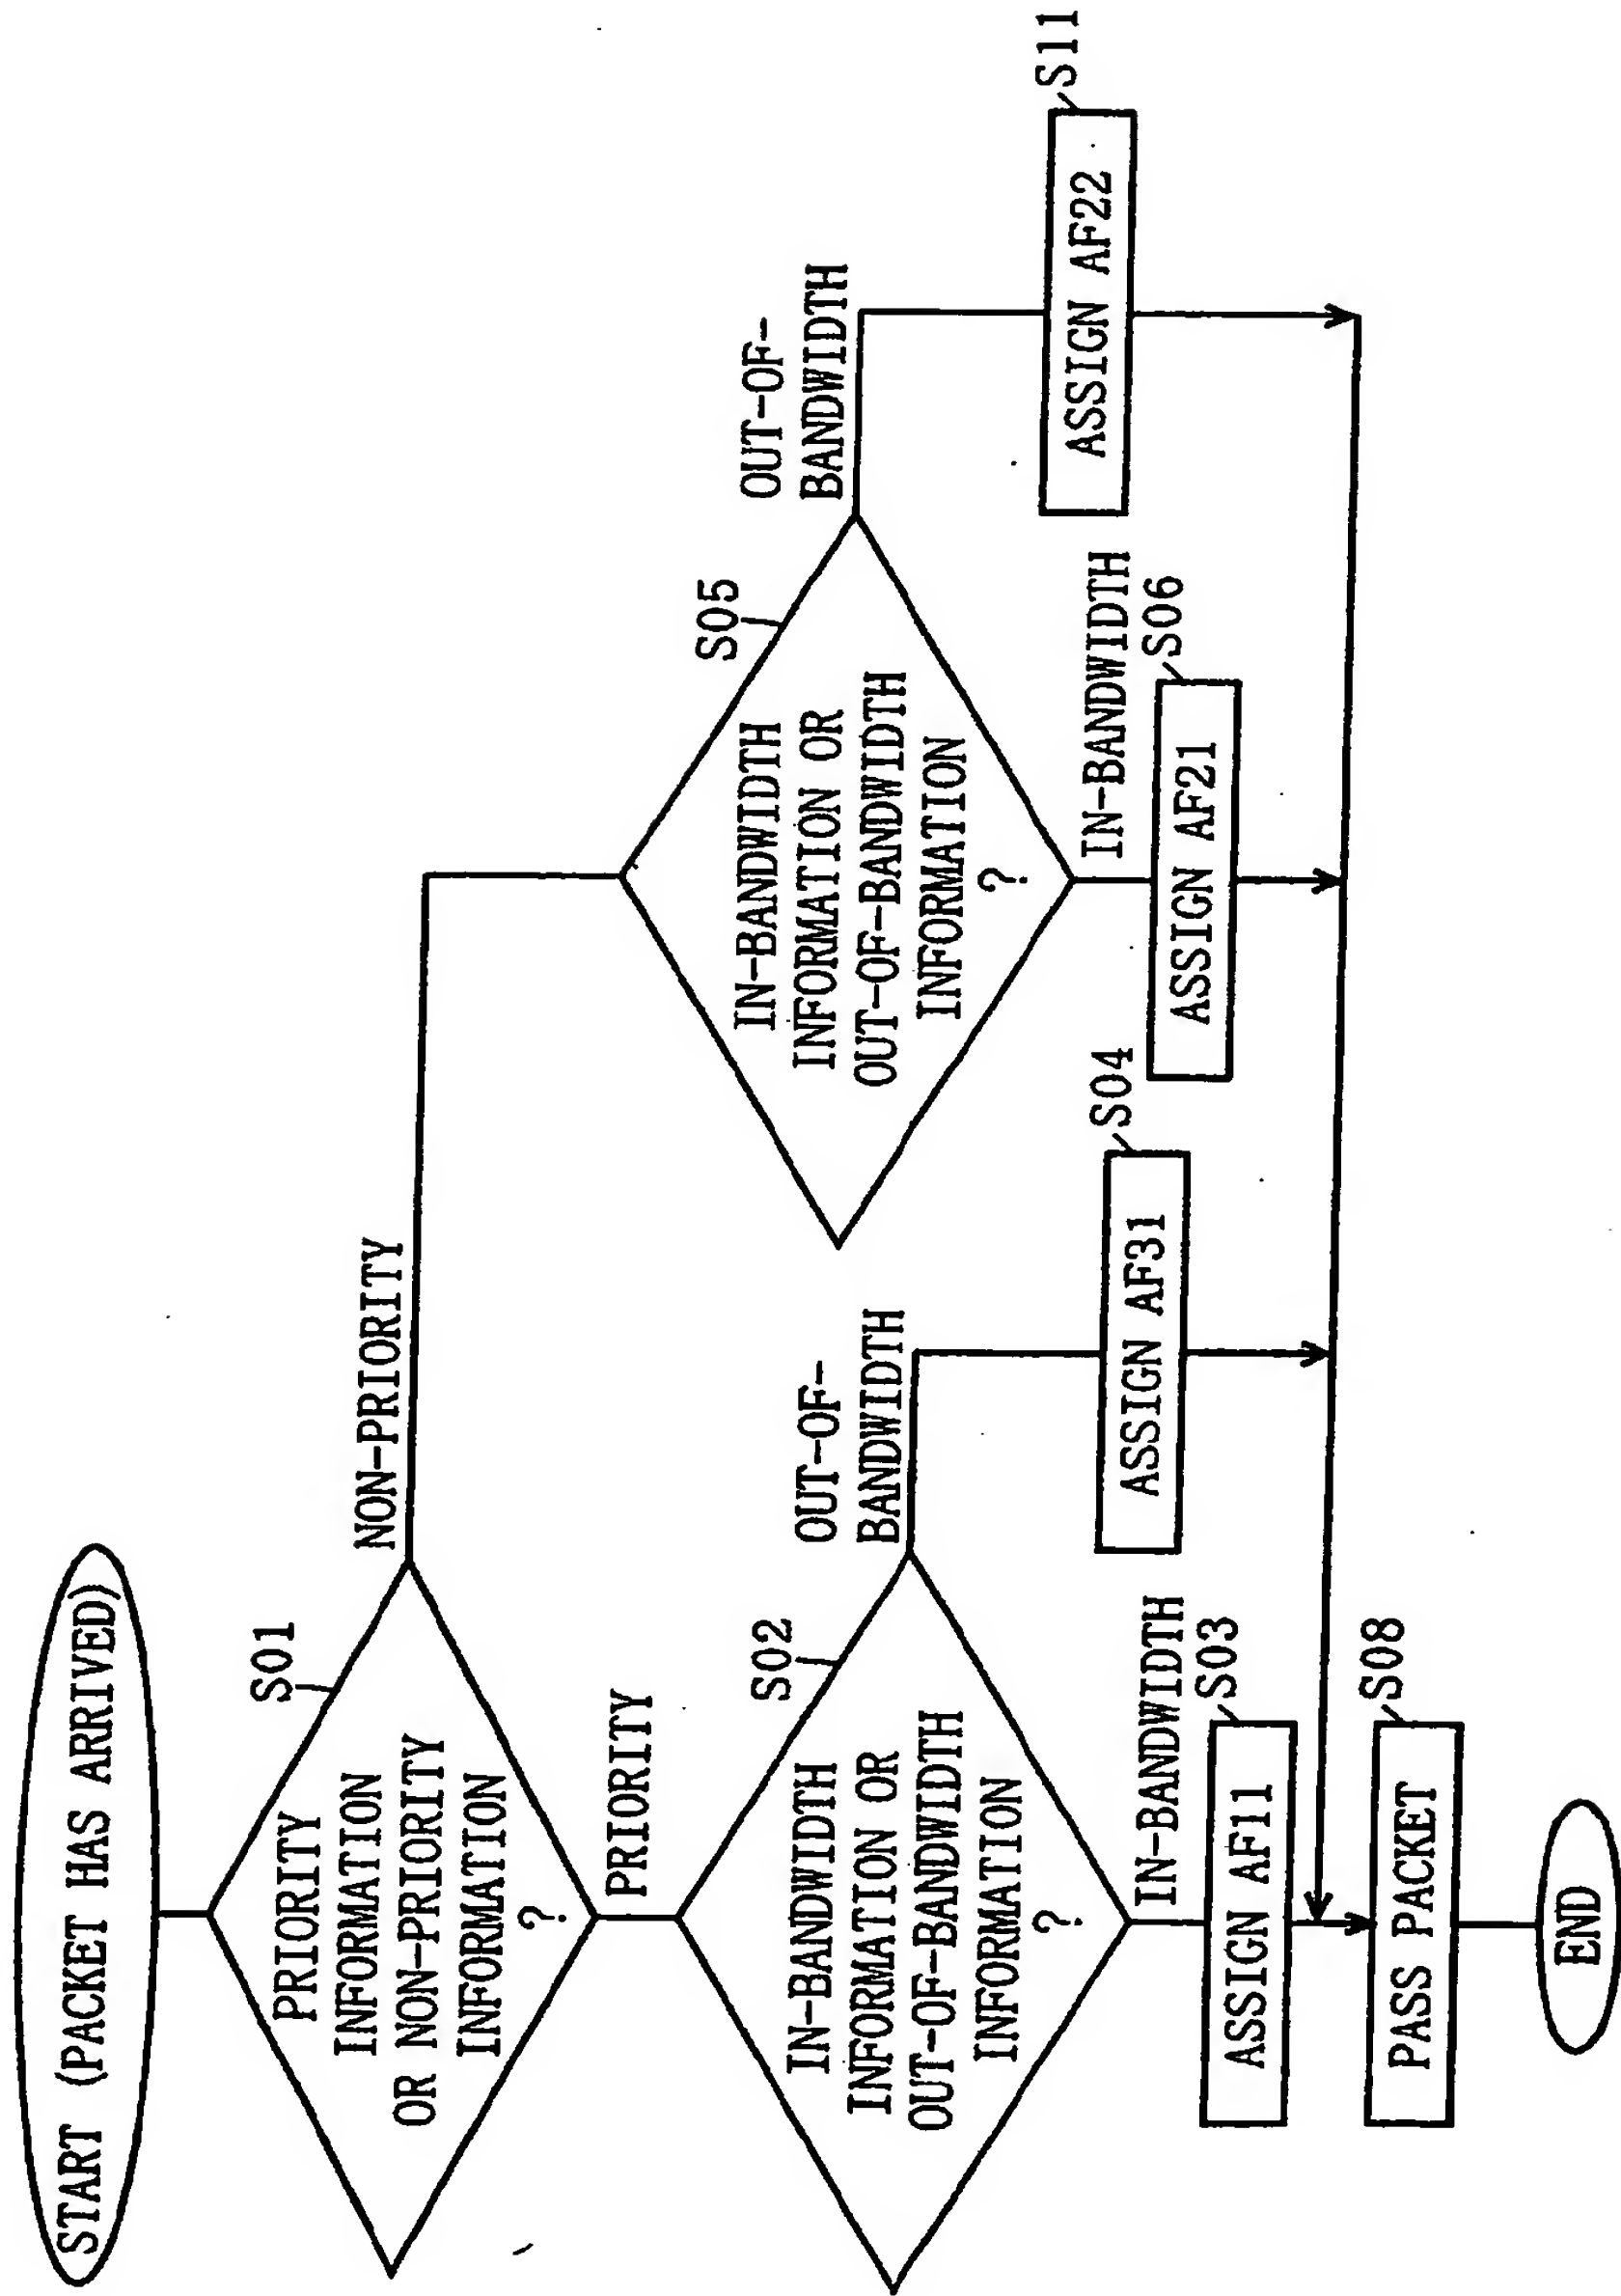 START (PACKET HAS ARRIVED)
S01
PRIORITY
INFORMATION
OR NON-PRIORITY
INFORMATION
?
NON-PRIORITY
PRIORITY
S02
IN-BANDWIDTH
INFORMATION OR
OUT-OF-BANDWIDTH
INFORMATION
?
OUT-OF-
BANDWIDTH
S05
IN-BANDWIDTH
INFORMATION OR
OUT-OF-BANDWIDTH
INFORMATION
?
OUT-OF-
BANDWIDTH
IN-BANDWIDTH
S03
ASSIGN AF11
S04
ASSIGN AF31
IN-BANDWIDTH
S06
ASSIGN AF21
S11
ASSIGN AF22
S08
PASS PACKET
END